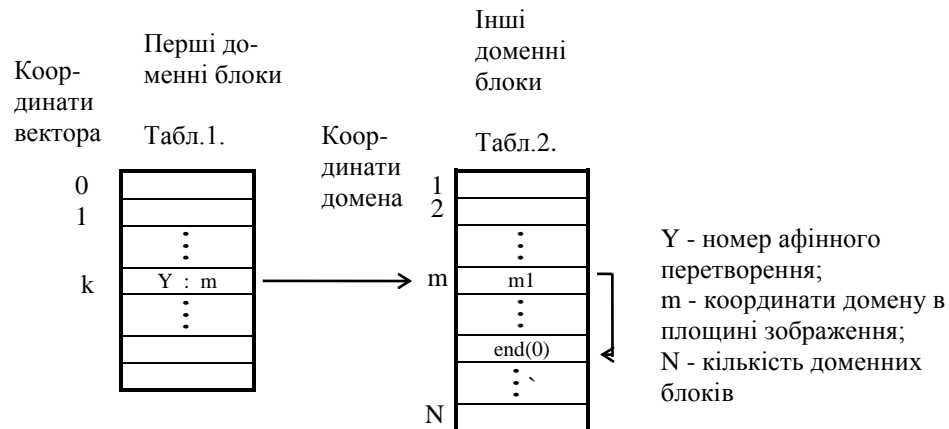 Коор-
динати
вектора
Перші до-
менні блоки
Табл.1.
Коор-
динати
домена
Інші
доменні
блоки
Табл.2.
0
1
k
Y : m
1
2
m
m1
end(0)
N
Y - номер афінного
перетворення;
m - координати домену в
площині зображення;
N - кількість доменних
блоків